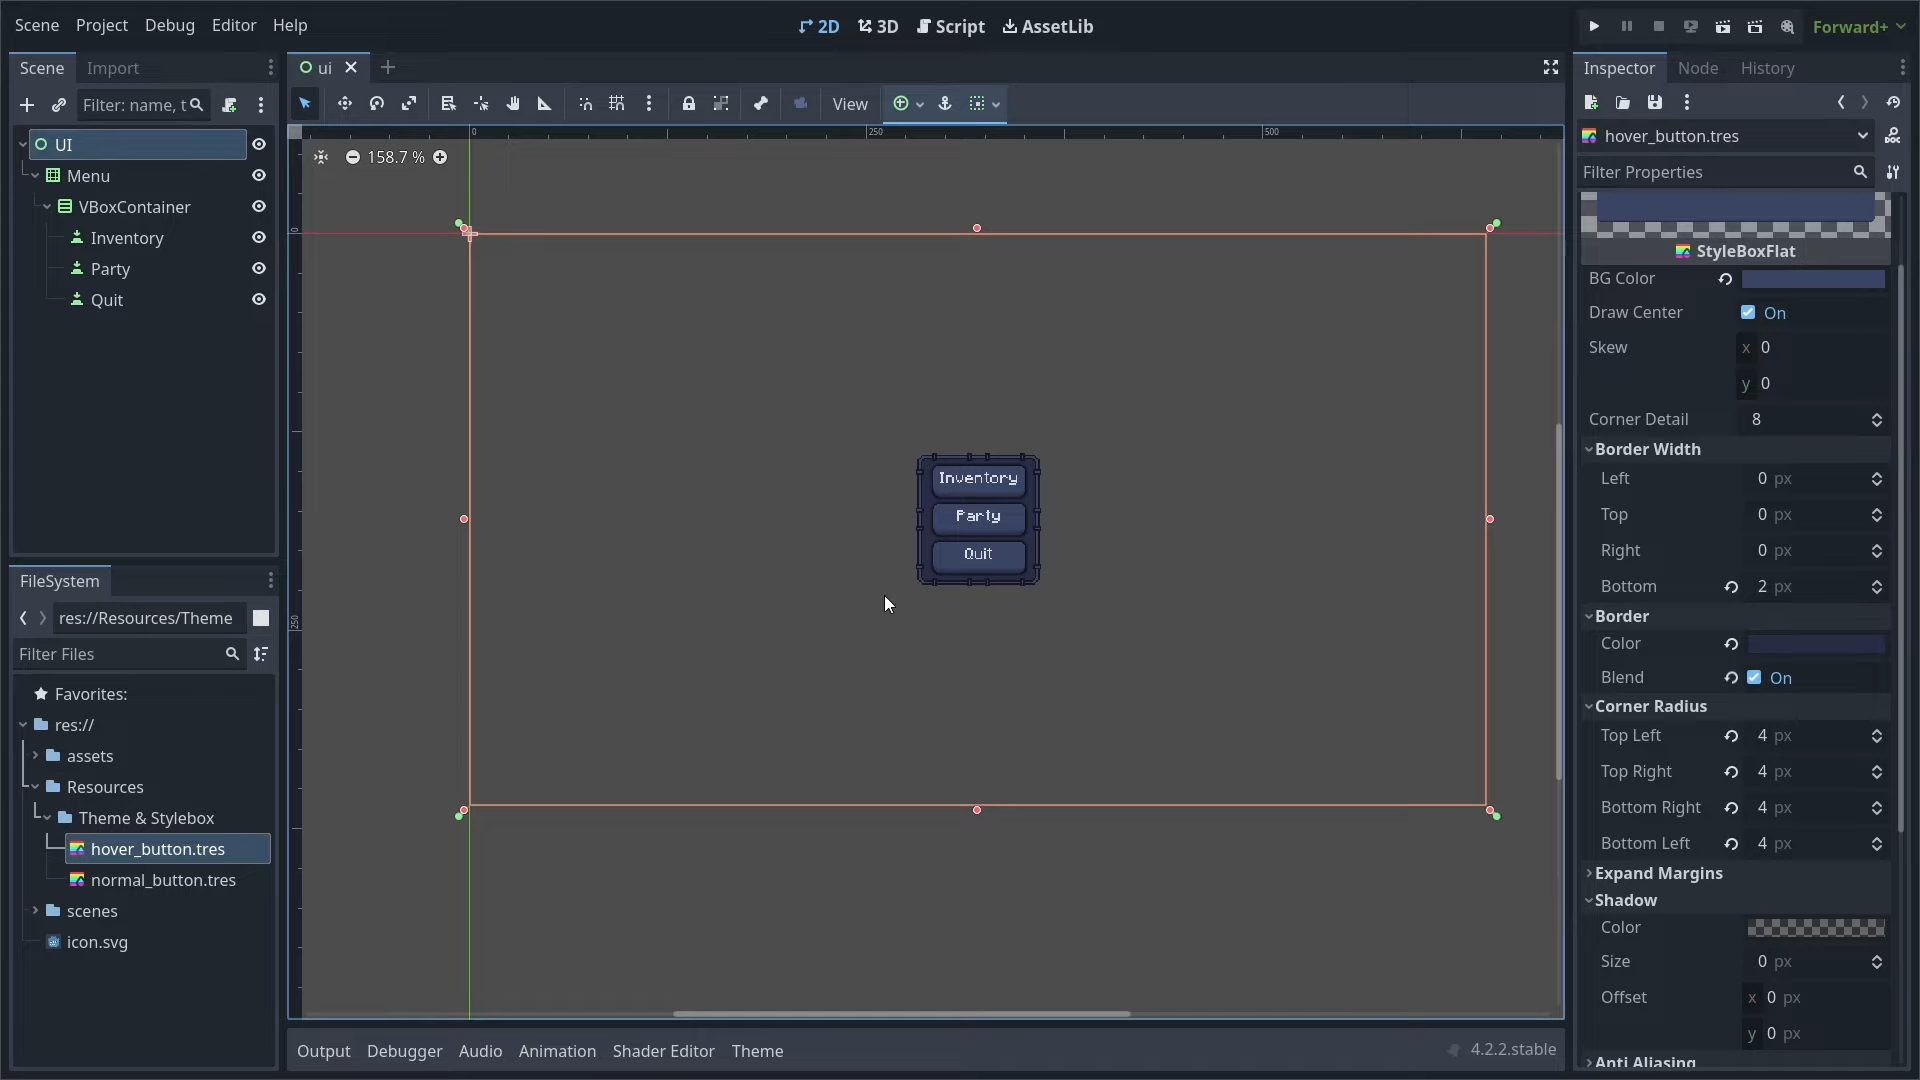 Scene Project Debug Editor Help
2D 3D Script AssetLib
Forward+
Scene Import
Filter: name, t
UI
Menu
VBoxContainer
Inventory
Party
Quit
FileSystem
res://Resources/Theme
Filter Files
Favorites:
res://
assets
Resources
Theme & Stylebox
hover_button.tres
normal_button.tres
scenes
icon.svg
ui
View
0 250 500
158.7 %
0
250
Inventory
Party
Quit
Output Debugger Audio Animation Shader Editor Theme
4.2.2.stable
Inspector Node History
hover_button.tres
Filter Properties
StyleBoxFlat
BG Color
Draw Center On
Skew x 0
y 0
Corner Detail 8
Border Width
Left 0 px
Top 0 px
Right 0 px
Bottom 2 px
Border
Color
Blend On
Corner Radius
Top Left 4 px
Top Right 4 px
Bottom Right 4 px
Bottom Left 4 px
Expand Margins
Shadow
Color
Size 0 px
Offset x 0 px
y 0 px
Anti Aliasing